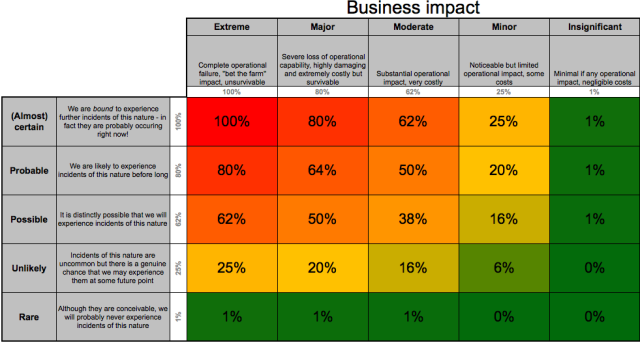 Business impact
Extreme Major Moderate Minor Insignificant
Complete operational failure, "bet the farm" impact, unsurvivable
Severe loss of operational capability, highly damaging and extremely costly but survivable
Substantial operational impact, very costly
Noticeable but limited operational impact, some costs
Minimal if any operational impact, negligible costs
100% 80% 62% 25% 1%
(Almost) certain
We are bound to experience further incidents of this nature - in fact they are probably occuring right now!
100%
100% 80% 62% 25% 1%
Probable
We are likely to experience incidents of this nature before long
80%
80% 64% 50% 20% 1%
Possible
It is distinctly possible that we will experience incidents of this nature
62%
62% 50% 38% 16% 1%
Unlikely
Incidents of this nature are uncommon but there is a genuine chance that we may experience them at some future point
25%
25% 20% 16% 6% 0%
Rare
Although they are conceivable, we will probably never experience incidents of this nature
1%
1% 1% 1% 0% 0%